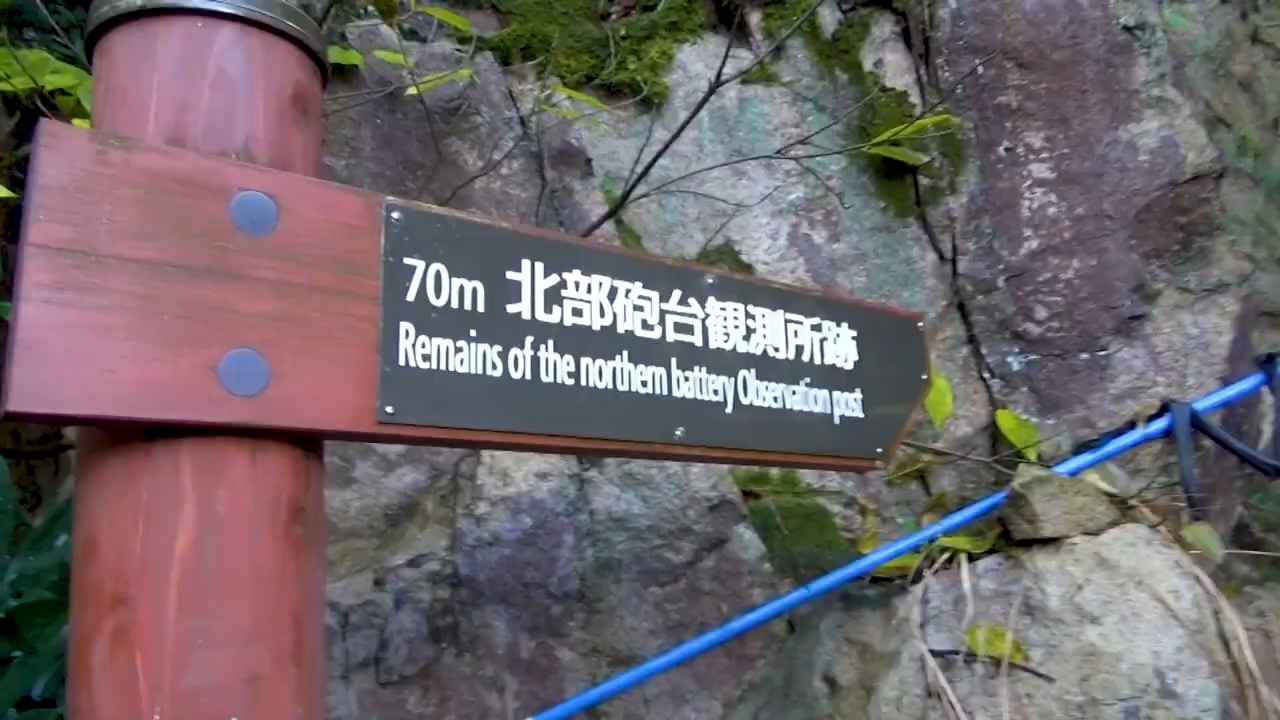 70m 北部砲台観測所跡
Remains of the northern battery Observation post